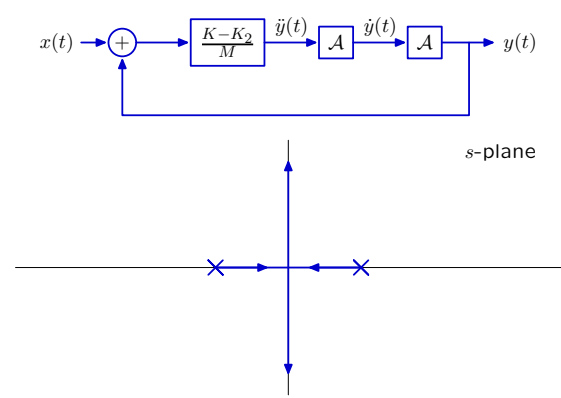 x(t) + K−K₂/M ÿ(t) 𝒜 ẏ(t) 𝒜 y(t)
s-plane